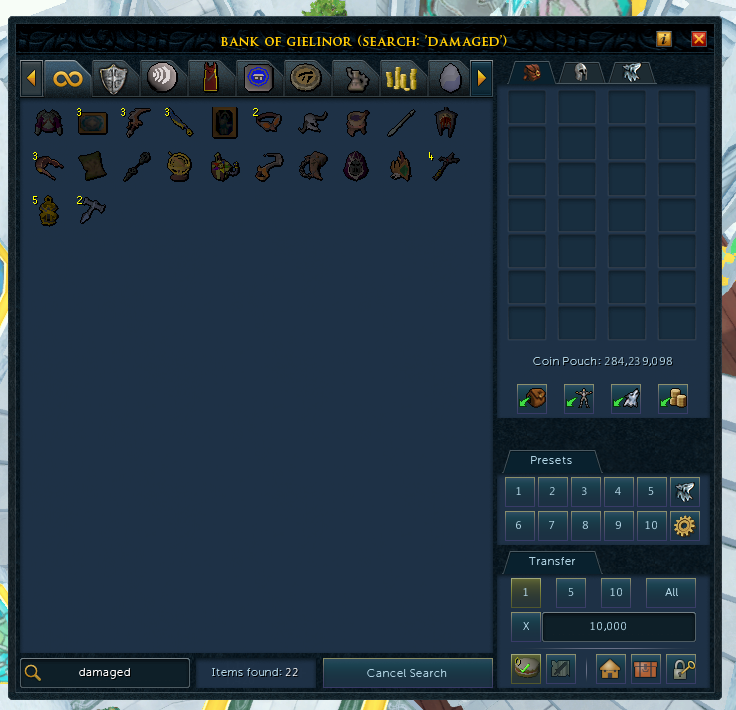 BANK OF GIELINOR (SEARCH: 'DAMAGED')
3
3
3
2
3
4
5
2
Coin Pouch: 284,239,098
Presets
1 2 3 4 5
6 7 8 9 10
Transfer
1 5 10 All
X 10,000
damaged Items found: 22 Cancel Search